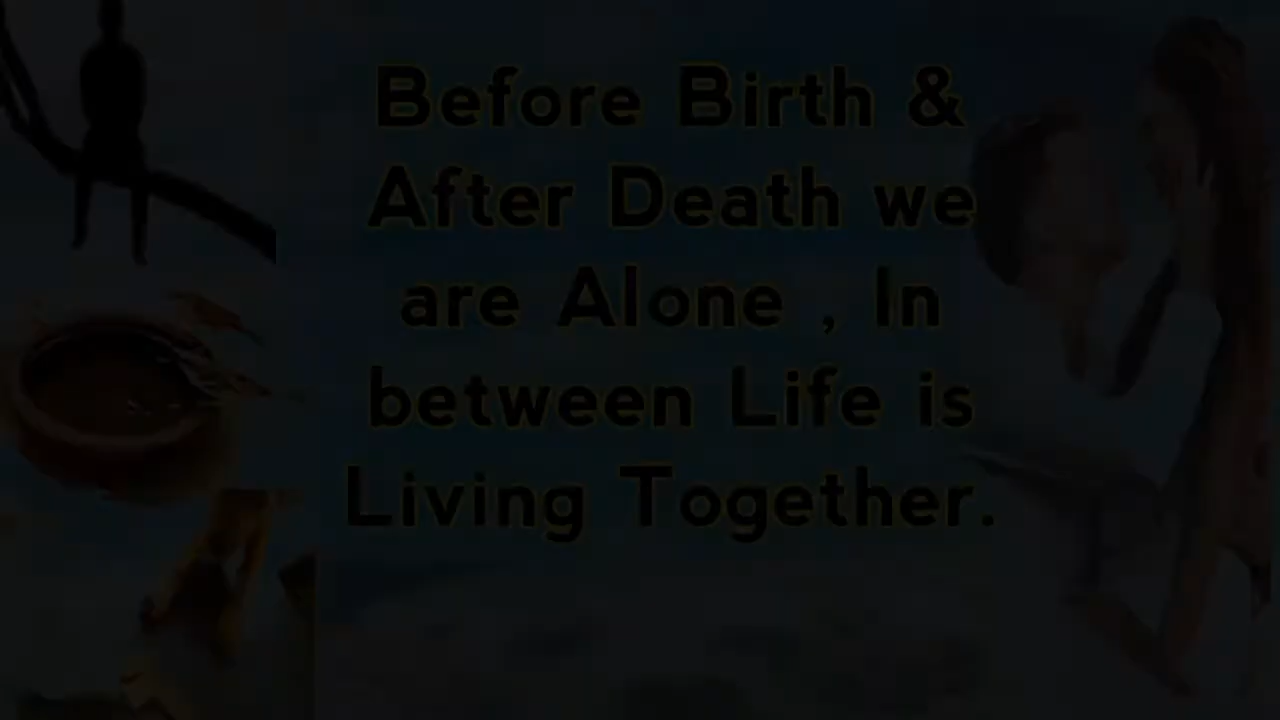 Before Birth &
After Death we
are Alone , In
between Life is
Living Together.